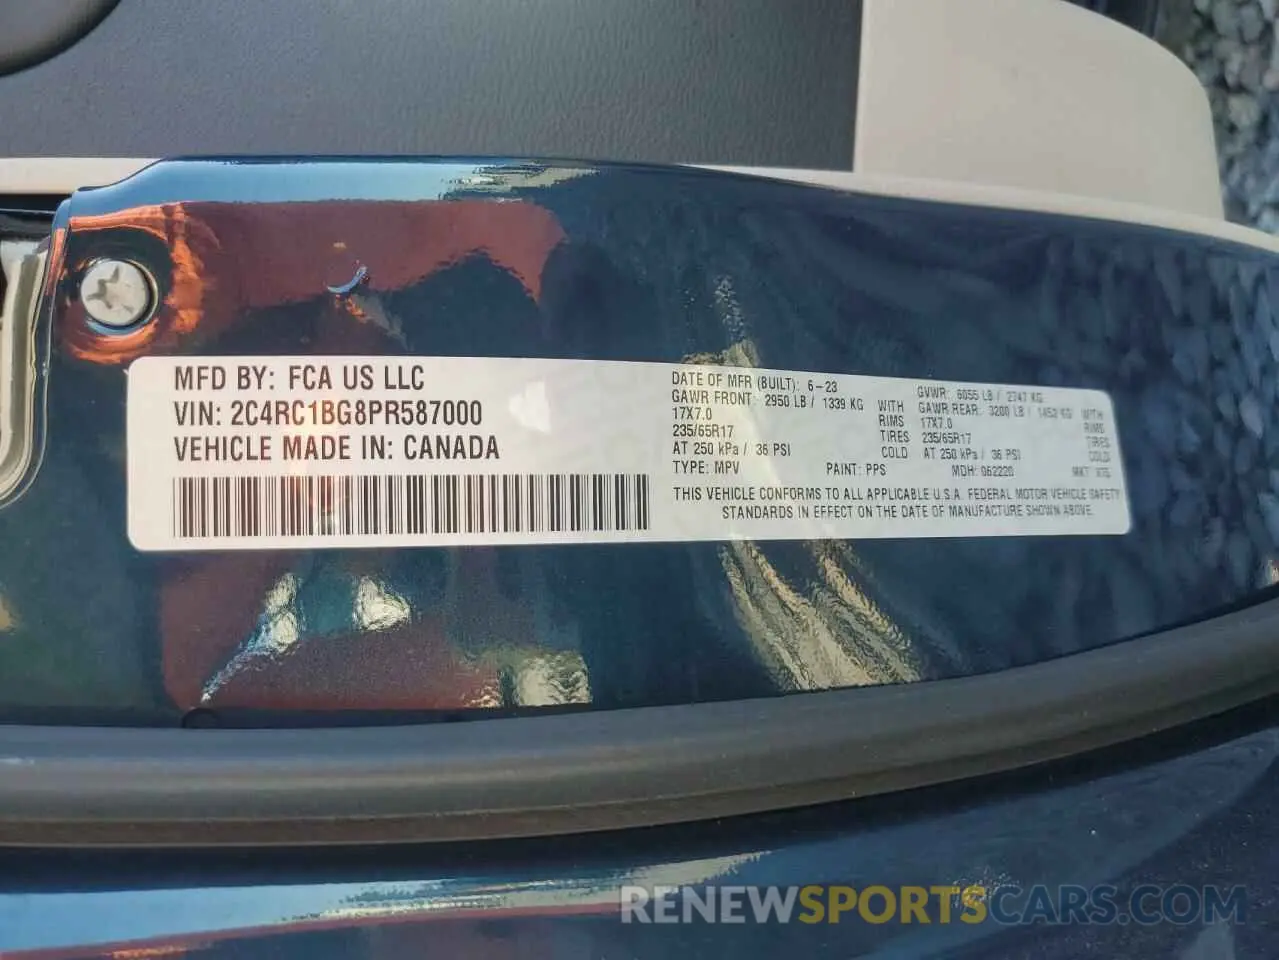 MFD BY: FCA US LLC
VIN: 2C4RC1BG8PR587000
VEHICLE MADE IN: CANADA
DATE OF MFR (BUILT): 6-23 GVWR: 6055 LB / 2747 KG
GAWR FRONT: 2950 LB / 1339 KG WITH GAWR REAR: 3200 LB / 1452 KG WITH
17X7.0 RIMS 17X7.0 RIMS
235/65R17 TIRES 235/65R17 TIRES
AT 250 kPa / 36 PSI COLD AT 250 kPa / 36 PSI COLD
TYPE: MPV PAINT: PPS MDH: 062220 MKT:
THIS VEHICLE CONFORMS TO ALL APPLICABLE U.S.A. FEDERAL MOTOR VEHICLE SAFETY
STANDARDS IN EFFECT ON THE DATE OF MANUFACTURE SHOWN ABOVE.
RENEWSPORTSCARS.COM